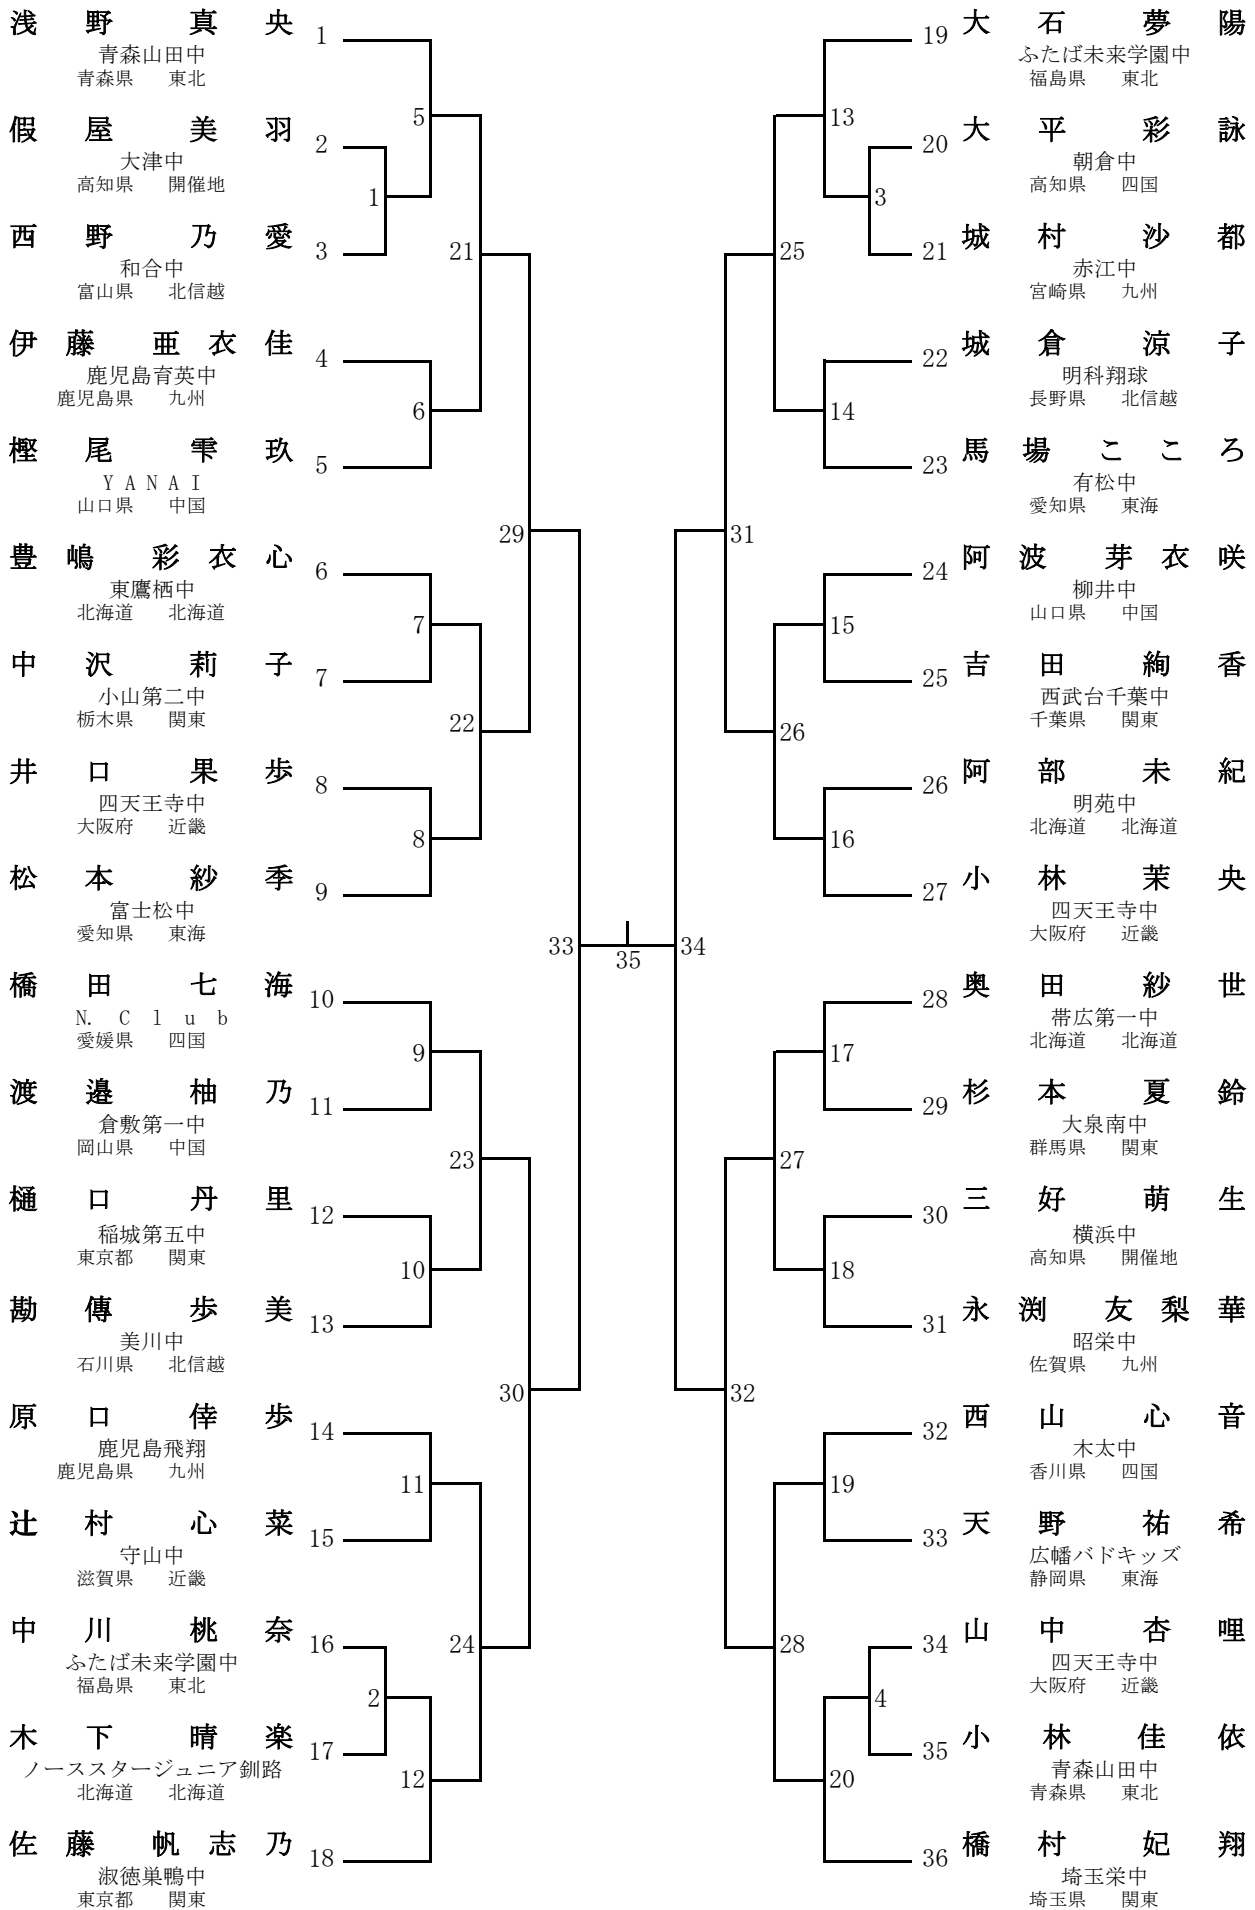 浅野 真央 1
青森山田中
青森県 東北
假屋 美羽 2
大津中
高知県 開催地
西野 乃愛 3
和合中
富山県 北信越
伊藤 亜衣佳 4
鹿児島育英中
鹿児島県 九州
樫尾 雫玖 5
YANAI
山口県 中国
豊嶋 彩衣心 6
東鷹栖中
北海道 北海道
中沢 莉子 7
小山第二中
栃木県 関東
井口 果歩 8
四天王寺中
大阪府 近畿
松本 紗季 9
富士松中
愛知県 東海
橋田 七海 10
N. Club
愛媛県 四国
渡邉 柚乃 11
倉敷第一中
岡山県 中国
樋口 丹里 12
稲城第五中
東京都 関東
勘傳 歩美 13
美川中
石川県 北信越
原口 倖歩 14
鹿児島飛翔
鹿児島県 九州
辻村 心菜 15
守山中
滋賀県 近畿
中川 桃奈 16
ふたば未来学園中
福島県 東北
木下 晴楽 17
ノーススタージュニア釧路
北海道 北海道
佐藤 帆志乃 18
淑徳巣鴨中
東京都 関東
1
2
5
6
7
8
9
10
11
12
21
22
23
24
29
30
33
35
34
31
32
25
26
27
28
13
14
15
16
17
18
19
20
3
4
19 大石 夢陽
ふたば未来学園中
福島県 東北
20 大平 彩詠
朝倉中
高知県 四国
21 城村 沙都
赤江中
宮崎県 九州
22 城倉 涼子
明科翔球
長野県 北信越
23 馬場 こころ
有松中
愛知県 東海
24 阿波 芽衣咲
柳井中
山口県 中国
25 吉田 絢香
西武台千葉中
千葉県 関東
26 阿部 未紀
明苑中
北海道 北海道
27 小林 茉央
四天王寺中
大阪府 近畿
28 奥田 紗世
帯広第一中
北海道 北海道
29 杉本 夏鈴
大泉南中
群馬県 関東
30 三好 萌生
横浜中
高知県 開催地
31 永渕 友梨華
昭栄中
佐賀県 九州
32 西山 心音
木太中
香川県 四国
33 天野 祐希
広幡バドキッズ
静岡県 東海
34 山中 杏哩
四天王寺中
大阪府 近畿
35 小林 佳依
青森山田中
青森県 東北
36 橋村 妃翔
埼玉栄中
埼玉県 関東